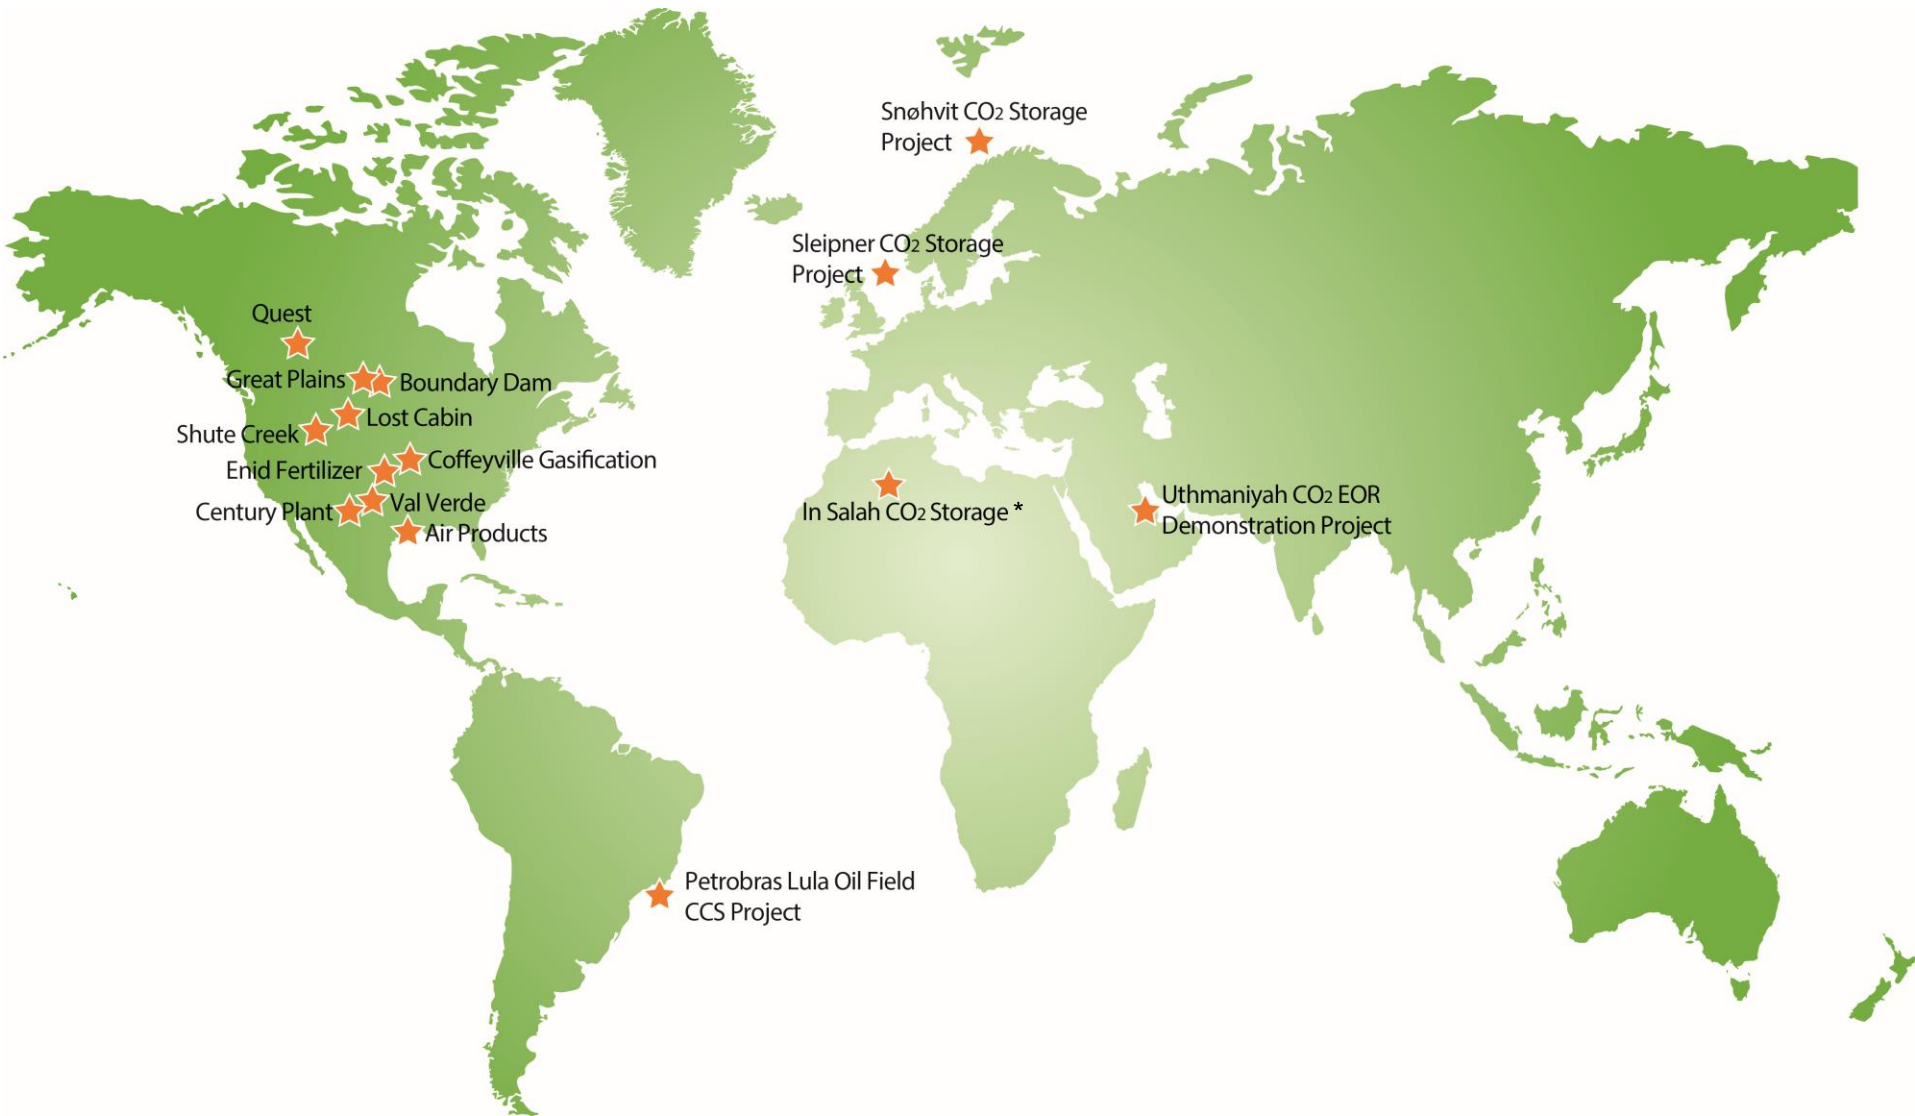 Snøhvit CO2 Storage
Project
Sleipner CO2 Storage
Project
Quest
Great Plains
Boundary Dam
Lost Cabin
Shute Creek
Coffeyville Gasification
Enid Fertilizer
Val Verde
Century Plant
Air Products
In Salah CO2 Storage *
Uthmaniyah CO2 EOR
Demonstration Project
Petrobras Lula Oil Field
CCS Project